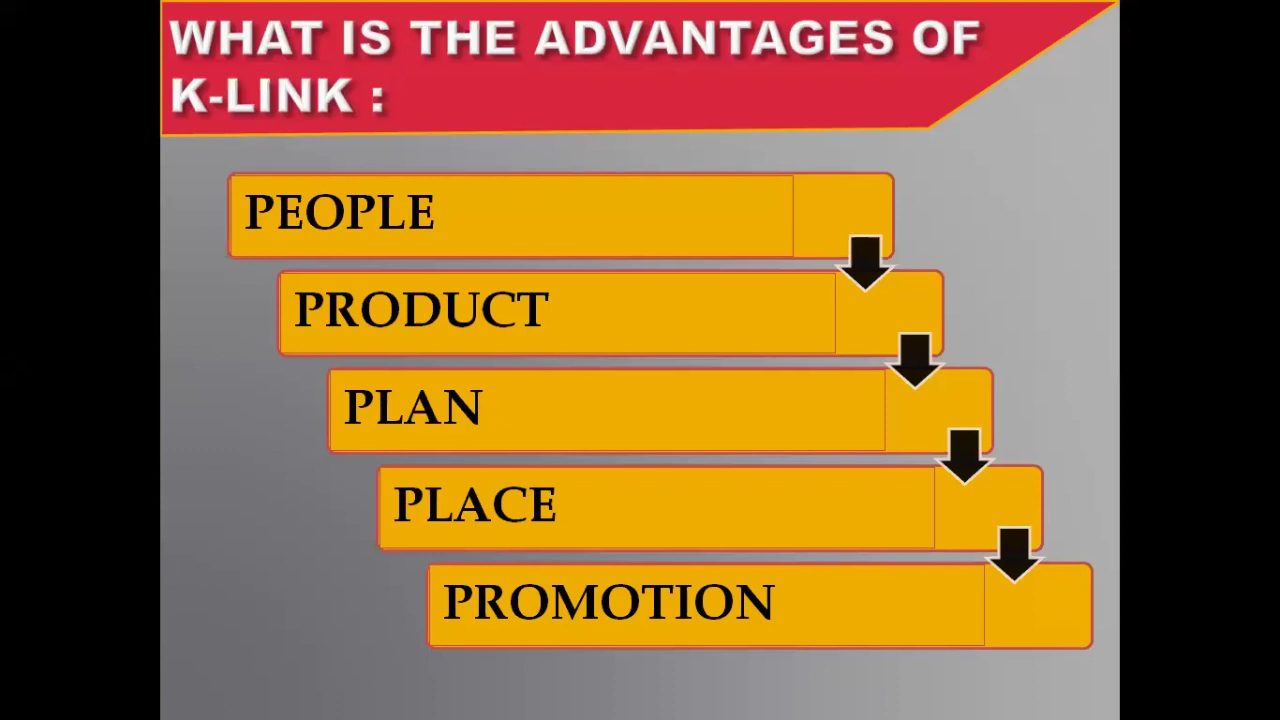 WHAT IS THE ADVANTAGES OF
K-LINK :
PEOPLE
PRODUCT
PLAN
PLACE
PROMOTION